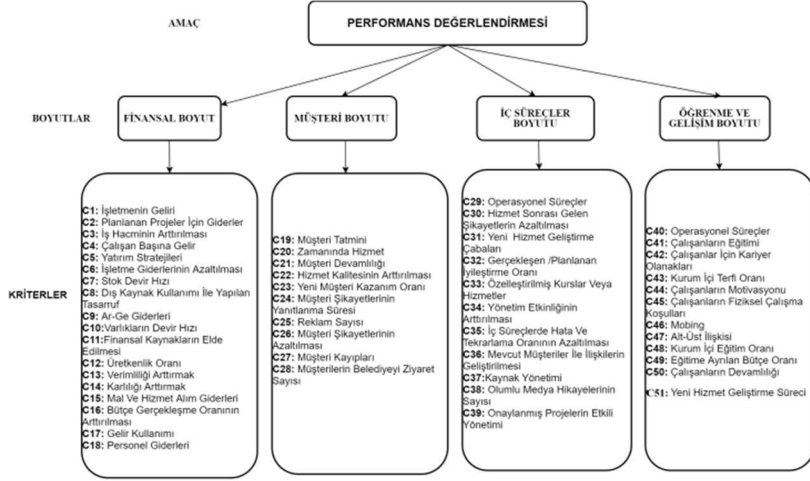 AMAÇ
PERFORMANS DEĞERLENDİRMESİ
BOYUTLAR
FİNANSAL BOYUT
MÜŞTERİ BOYUTU
İÇ SÜREÇLER
BOYUTU
ÖĞRENME VE
GELİŞİM BOYUTU
KRİTERLER
C1: İşletmenin Geliri
C2: Planlanan Projeler İçin Giderler
C3: İş Hacminin Arttırılması
C4: Çalışan Başına Gelir
C5: Yatırım Stratejileri
C6: İşletme Giderlerinin Azaltılması
C7: Stok Devir Hızı
C8: Dış Kaynak Kullanımı İle Yapılan
Tasarruf
C9: Ar-Ge Giderleri
C10:Varlıkların Devir Hızı
C11:Finansal Kaynakların Elde
Edilmesi
C12: Üretkenlik Oranı
C13: Verimliliği Arttırmak
C14: Karlılığı Arttırmak
C15: Mal Ve Hizmet Alım Giderleri
C16: Bütçe Gerçekleşme Oranının
Arttırılması
C17: Gelir Kullanımı
C18: Personel Giderleri
C19: Müşteri Tatmini
C20: Zamanında Hizmet
C21: Müşteri Devamlılığı
C22: Hizmet Kalitesinin Arttırılması
C23: Yeni Müşteri Kazanım Oranı
C24: Müşteri Şikayetlerinin
Yanıtlanma Süresi
C25: Reklam Sayısı
C26: Müşteri Şikayetlerinin
Azaltılması
C27: Müşteri Kayıpları
C28: Müşterilerin Belediyeyi Ziyaret
Sayısı
C29: Operasyonel Süreçler
C30: Hizmet Sonrası Gelen
Şikayetlerin Azaltılması
C31: Yeni Hizmet Geliştirme
Çabaları
C32: Gerçekleşen /Planlanan
İyileştirme Oranı
C33: Özelleştirilmiş Kurslar Veya
Hizmetler
C34: Yönetim Etkinliğinin
Arttırılması
C35: İç Süreçlerde Hata Ve
Tekrarlama Oranının Azaltılması
C36: Mevcut Müşteriler İle İlişkilerin
Geliştirilmesi
C37:Kaynak Yönetimi
C38: Olumlu Medya Hikayelerinin
Sayısı
C39: Onaylanmış Projelerin Etkili
Yönetimi
C40: Operasyonel Süreçler
C41: Çalışanların Eğitimi
C42: Çalışanlar İçin Kariyer
Olanakları
C43: Kurum İçi Terfi Oranı
C44: Çalışanların Motivasyonu
C45: Çalışanların Fiziksel Çalışma
Koşulları
C46: Mobing
C47: Alt-Üst İlişkisi
C48: Kurum İçi Eğitim Oranı
C49: Eğitime Ayrılan Bütçe Oranı
C50: Çalışanların Devamlılığı
C51: Yeni Hizmet Geliştirme Süreci